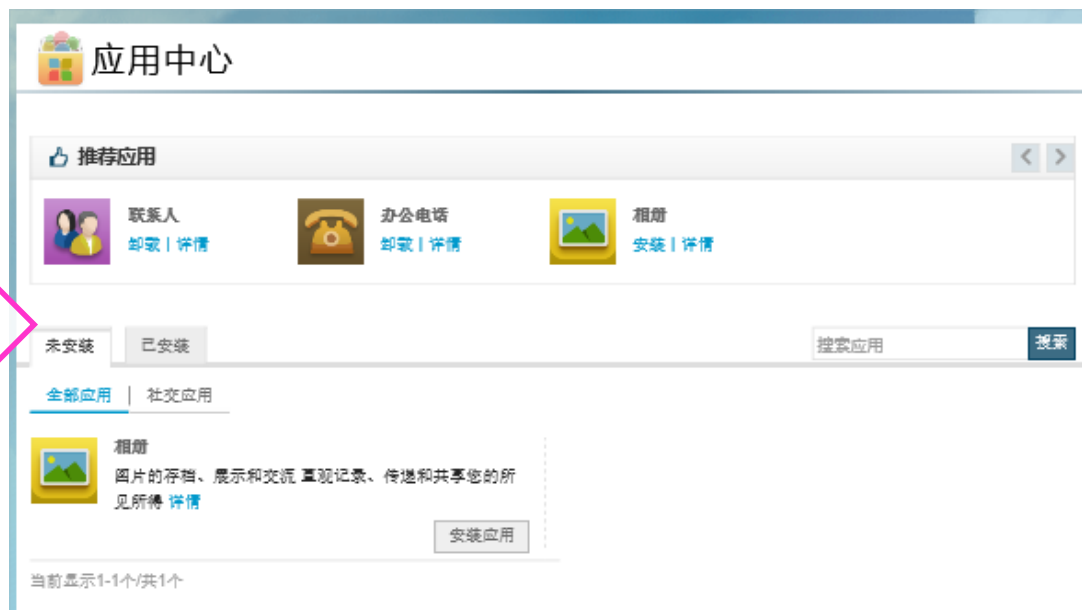 应用中心
推荐应用
联系人
卸载 | 详情
办公电话
卸载 | 详情
相册
安装 | 详情
未安装
已安装
搜索应用
搜索
全部应用 | 社交应用
相册
图片的存档、展示和交流 直观记录、传递和共享您的所
见所得 详情
安装应用
当前显示1-1个/共1个